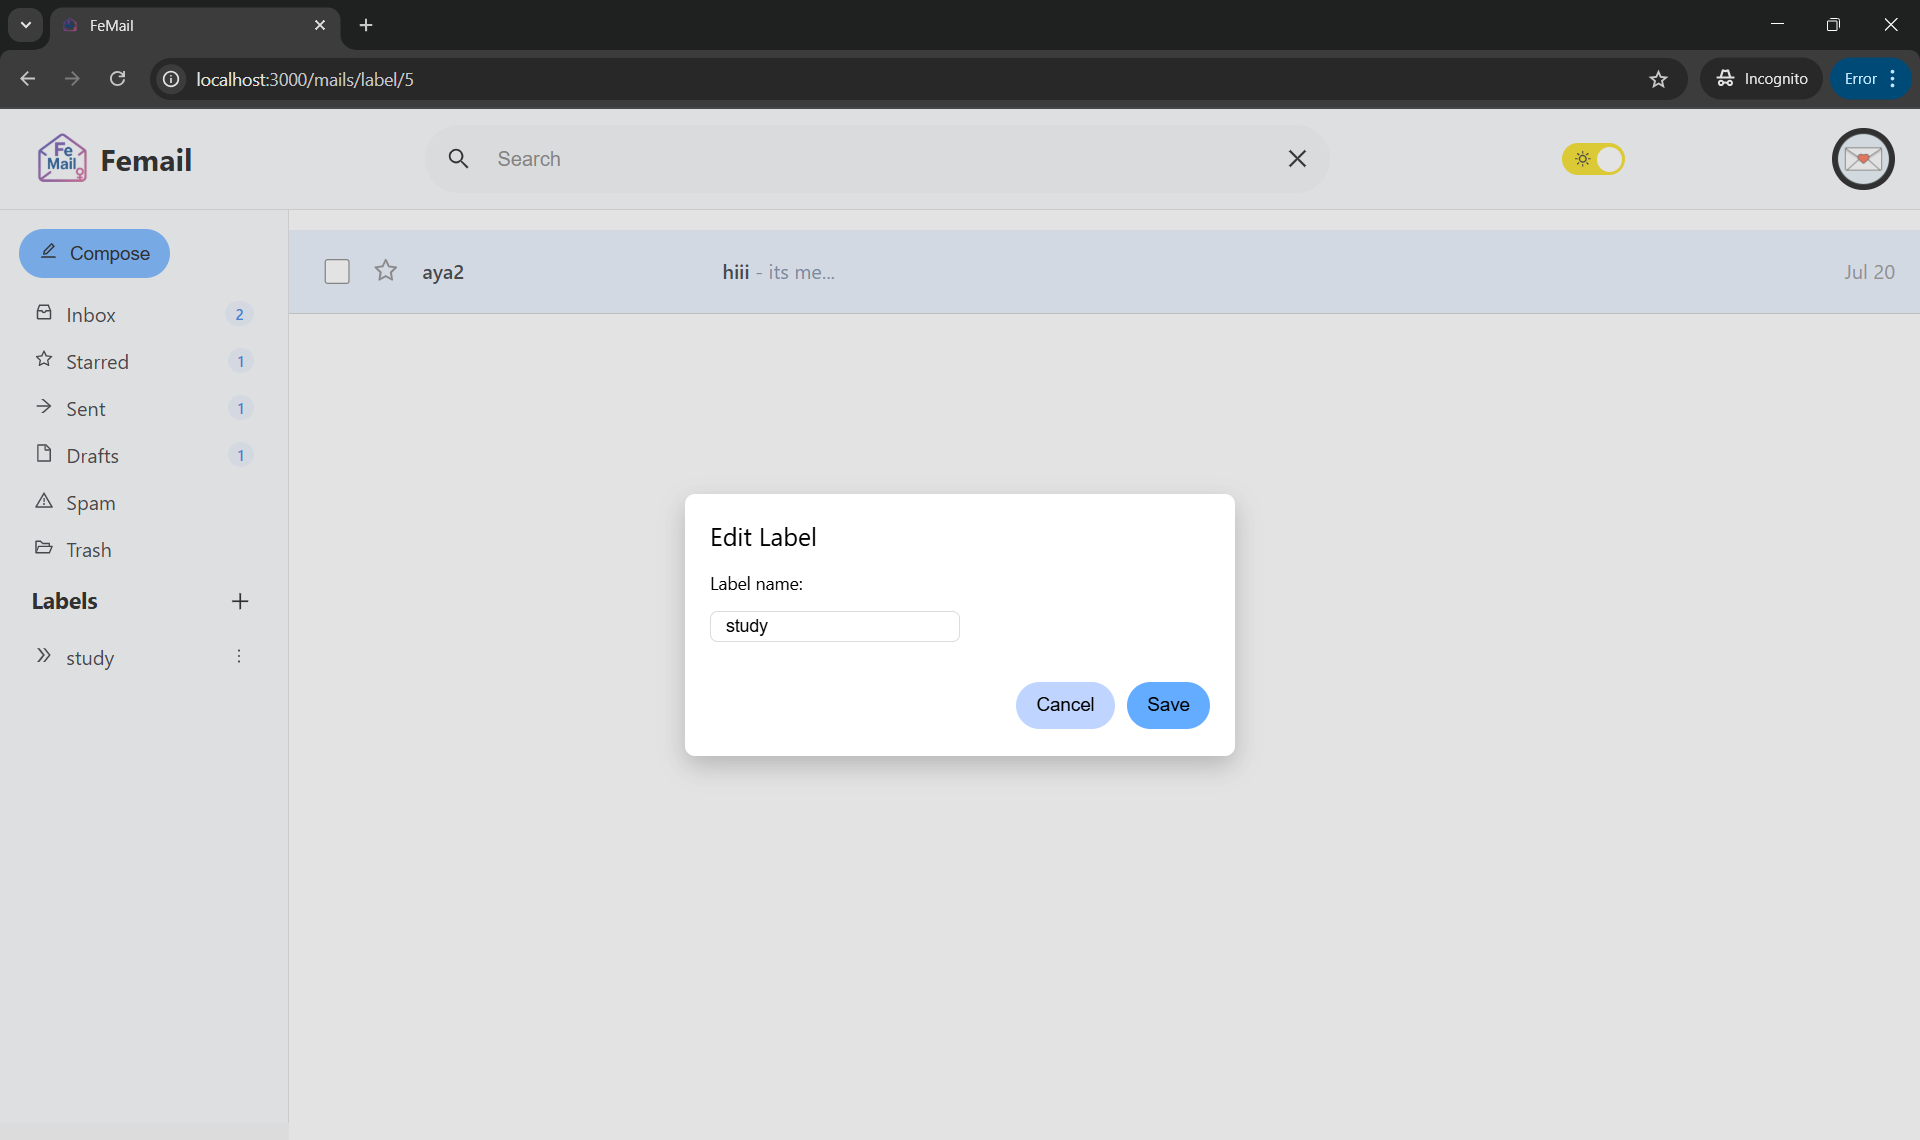 FeMail
localhost:3000/mails/label/5
Incognito
Error
Fe
Mail
Femail
Search
Compose
aya2
hiii - its me...
Jul 20
Inbox
2
Starred
1
Sent
1
Drafts
1
Spam
Trash
Labels
study
Edit Label
Label name:
study
Cancel
Save